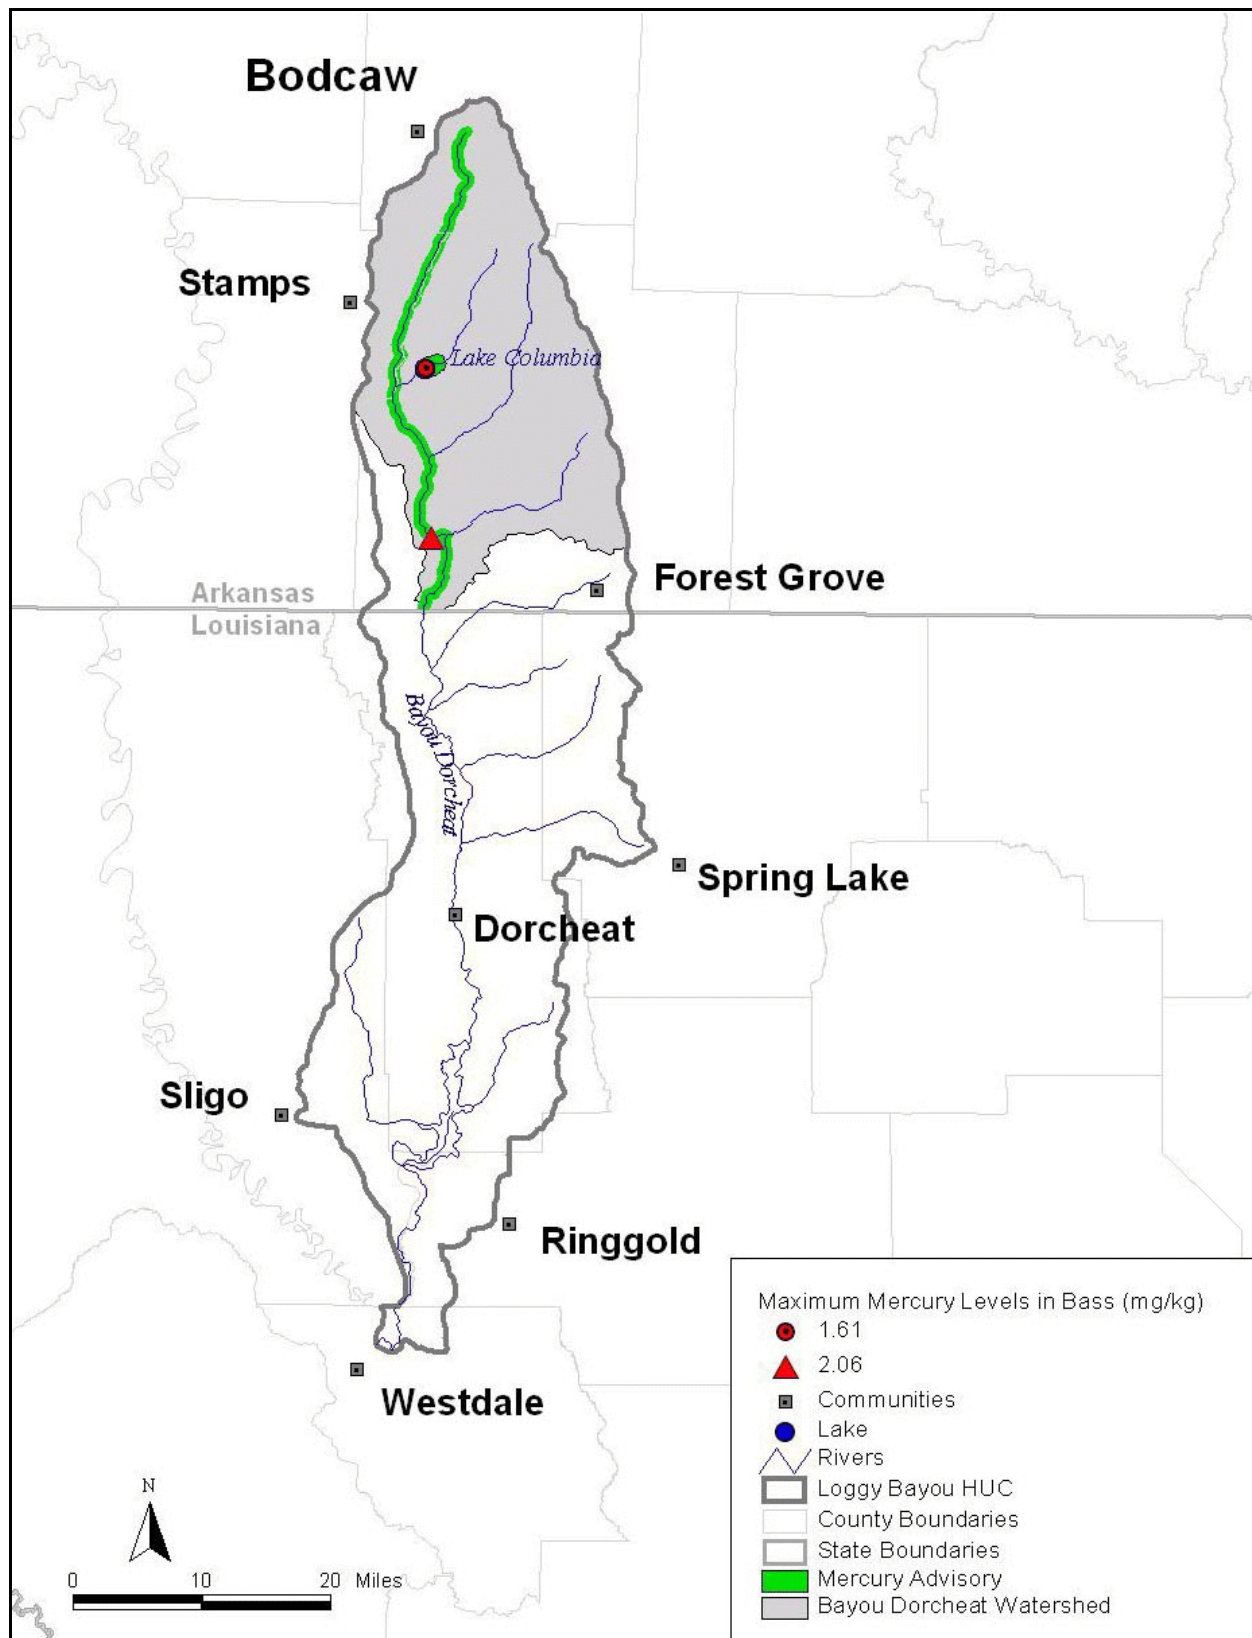 Bodcaw
Stamps
Lake Columbia
Forest Grove
Arkansas
Louisiana
Bayou Dorcheat
Spring Lake
Dorcheat
Sligo
Ringgold
Westdale
N
0 10 20 Miles
Maximum Mercury Levels in Bass (mg/kg)
1.61
2.06
Communities
Lake
Rivers
Loggy Bayou HUC
County Boundaries
State Boundaries
Mercury Advisory
Bayou Dorcheat Watershed